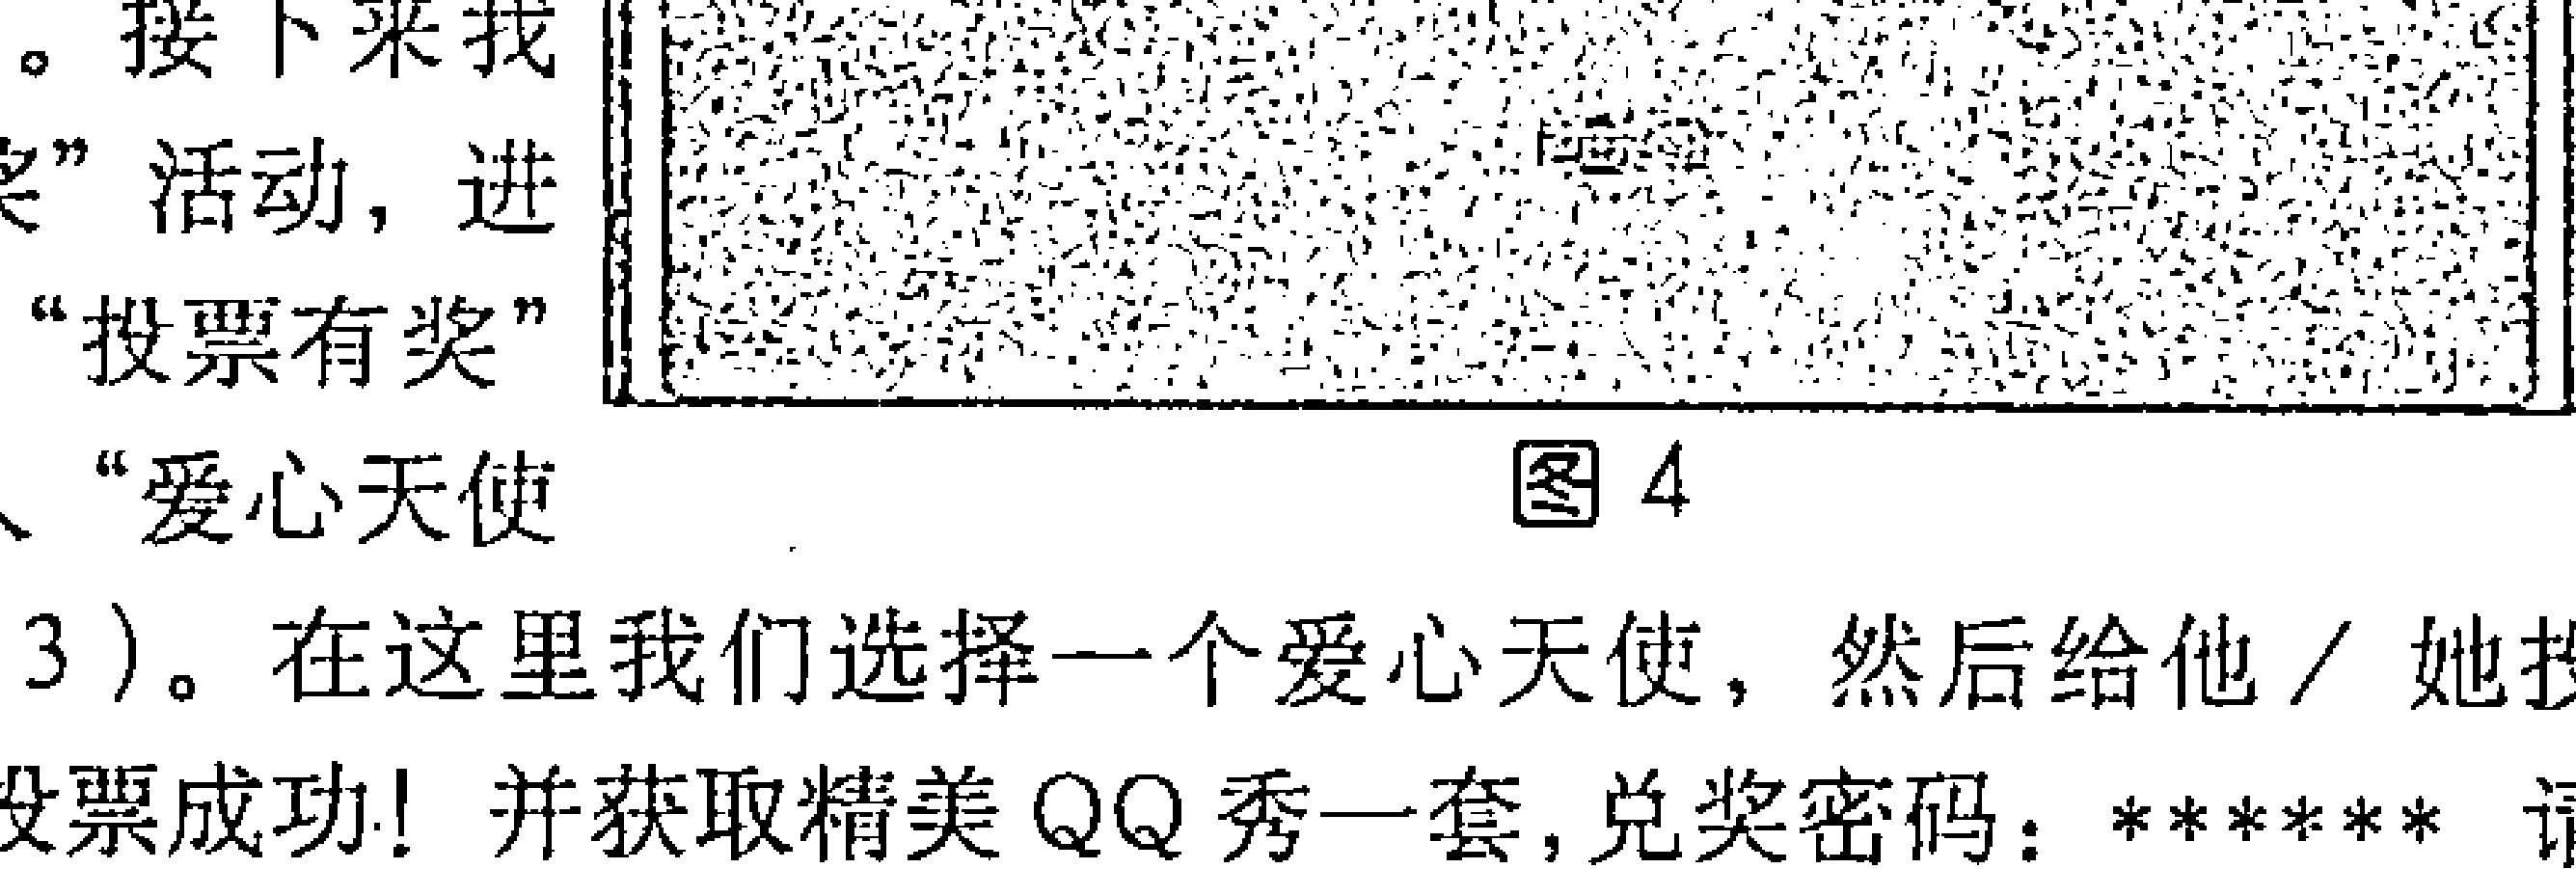 。接下来我
奖”活动，进
“投票有奖”
、“爱心天使
图 4
3）。在这里我们选择一个爱心天使，然后给他 / 她投
投票成功！并获取精美 QQ 秀一套，兑奖密码：****** 请